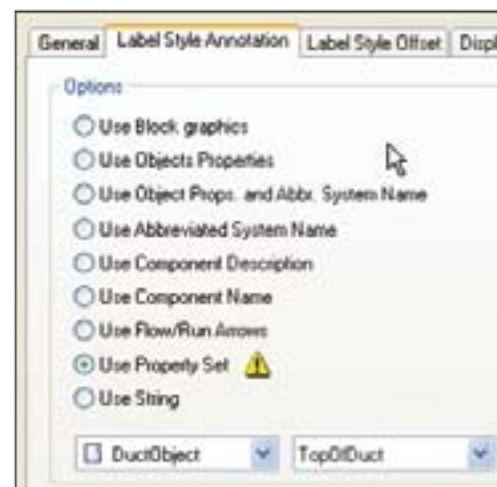 General Label Style Annotation Label Style Offset Displ
Options
Use Block graphics
Use Objects Properties
Use Object Props. and Abbr. System Name
Use Abbreviated System Name
Use Component Description
Use Component Name
Use Flow/Run Arrows
Use Property Set
Use String
DuctObject TopOfDuct